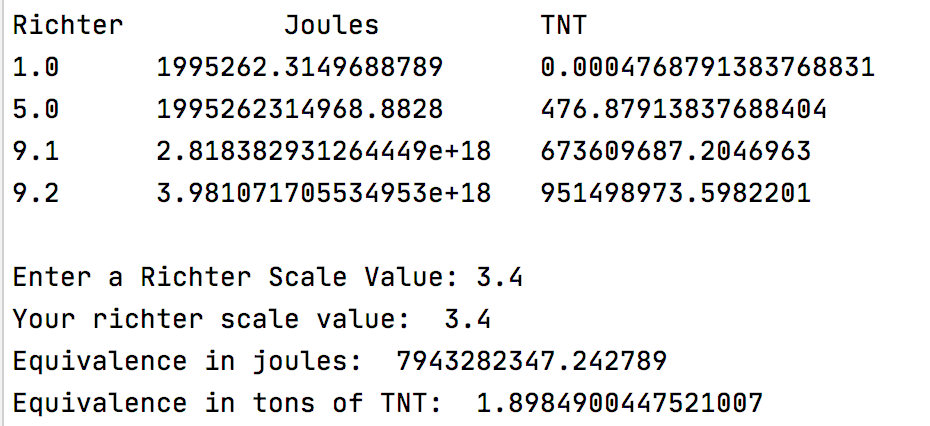 Richter Joules TNT
1.0 1995262.3149688789 0.0004768791383768831
5.0 1995262314968.8828 476.87913837688404
9.1 2.818382931264449e+18 673609687.2046963
9.2 3.981071705534953e+18 951498973.5982201
Enter a Richter Scale Value: 3.4
Your richter scale value: 3.4
Equivalence in joules: 7943282347.242789
Equivalence in tons of TNT: 1.8984900447521007